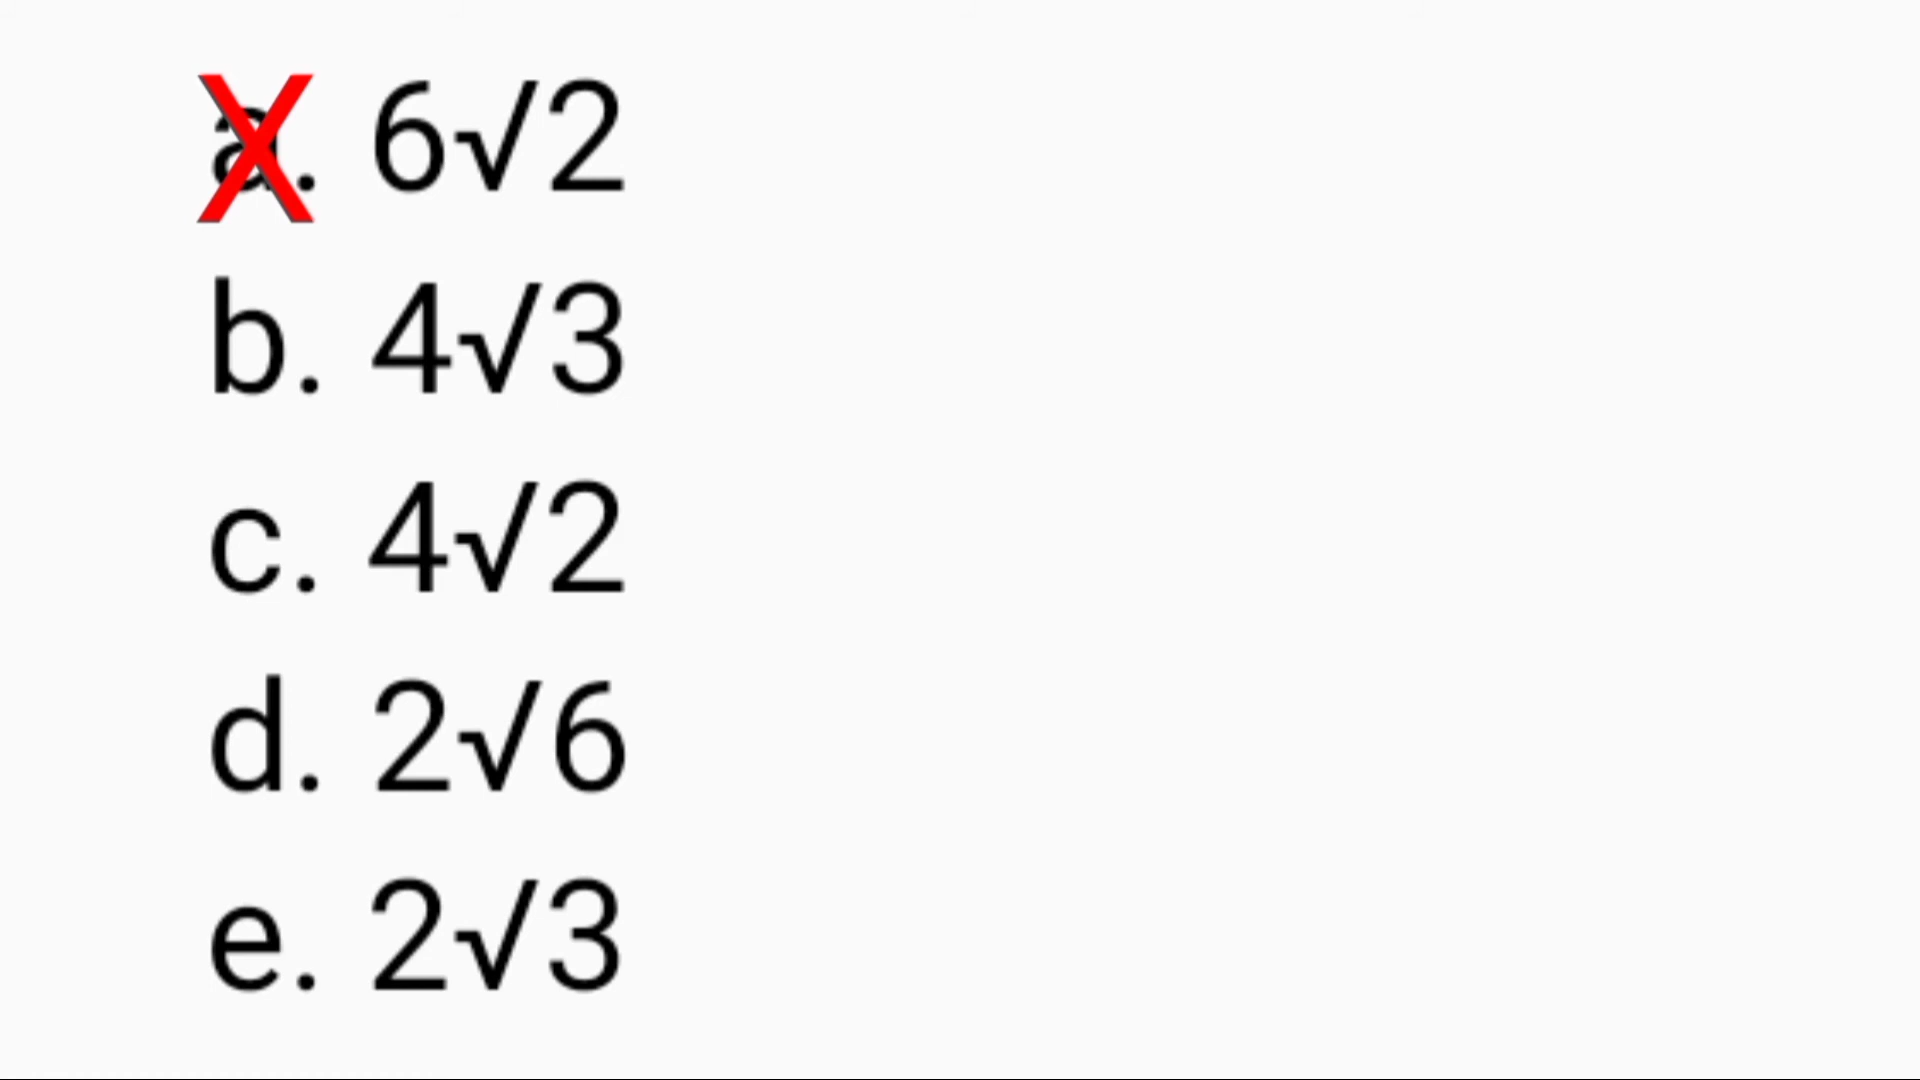 a. 6√2
b. 4√3
c. 4√2
d. 2√6
e. 2√3